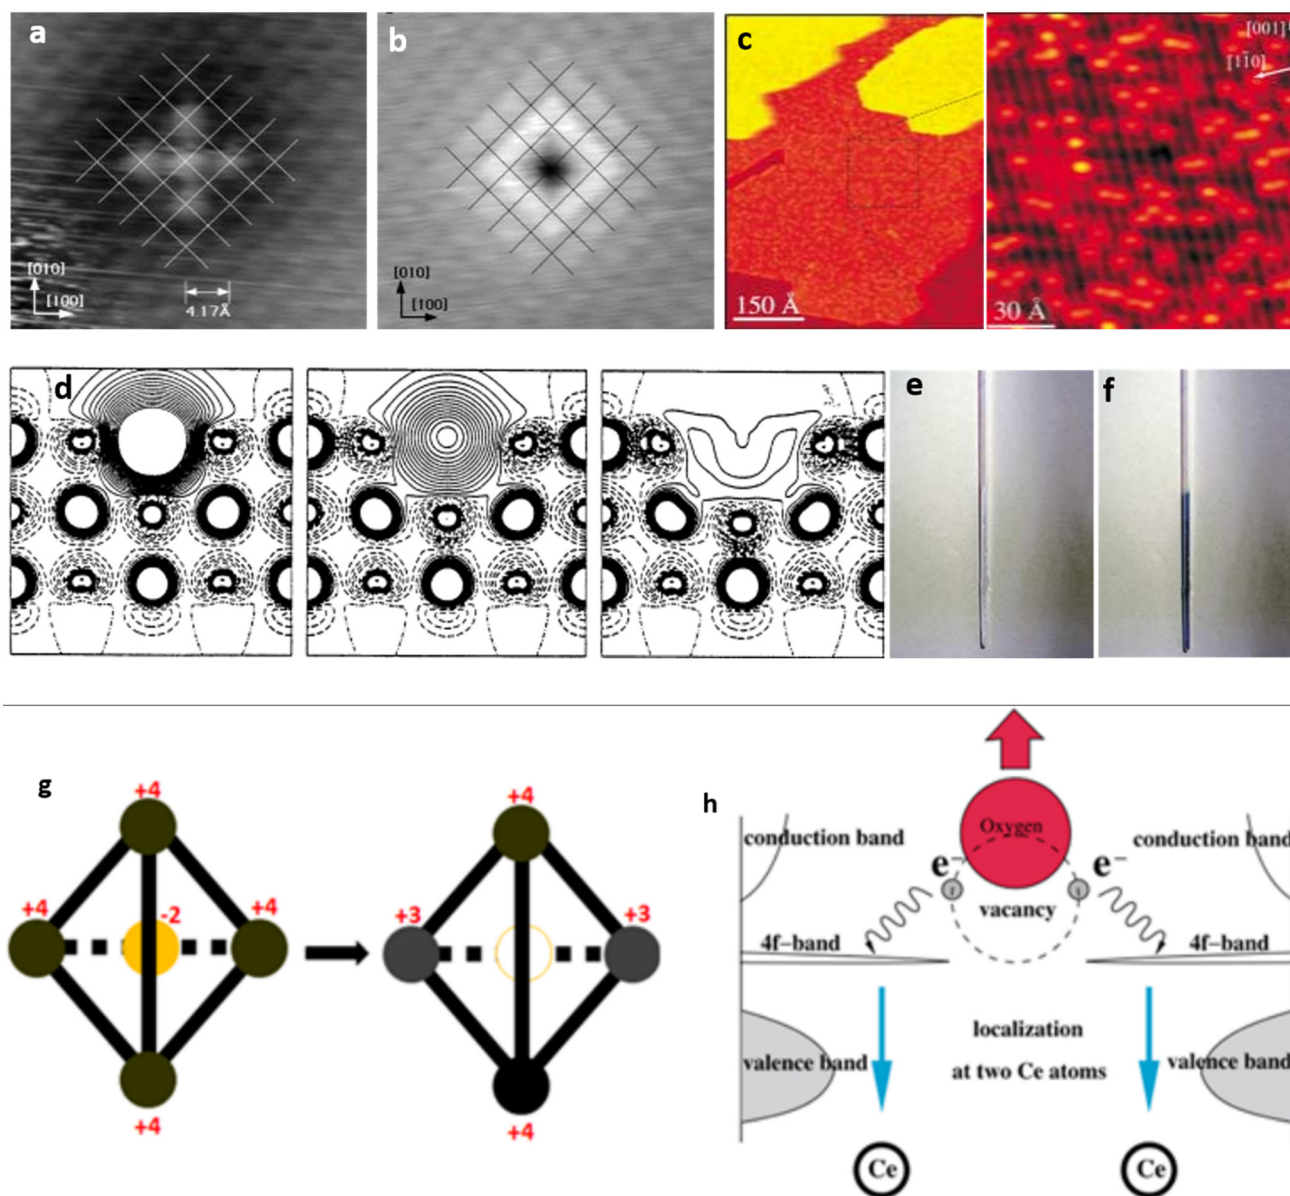 a
b
c
[001]
[11̄0]
[010]
[100]
4.17Å
[010]
[100]
150 Å
30 Å
d
e
f
g
+4
+4
-2
+4
+4
+4
+3
+3
+4
h
Oxygen
conduction band
conduction band
e⁻
e⁻
vacancy
4f-band
4f-band
localization
valence band
at two Ce atoms
valence band
Ce
Ce